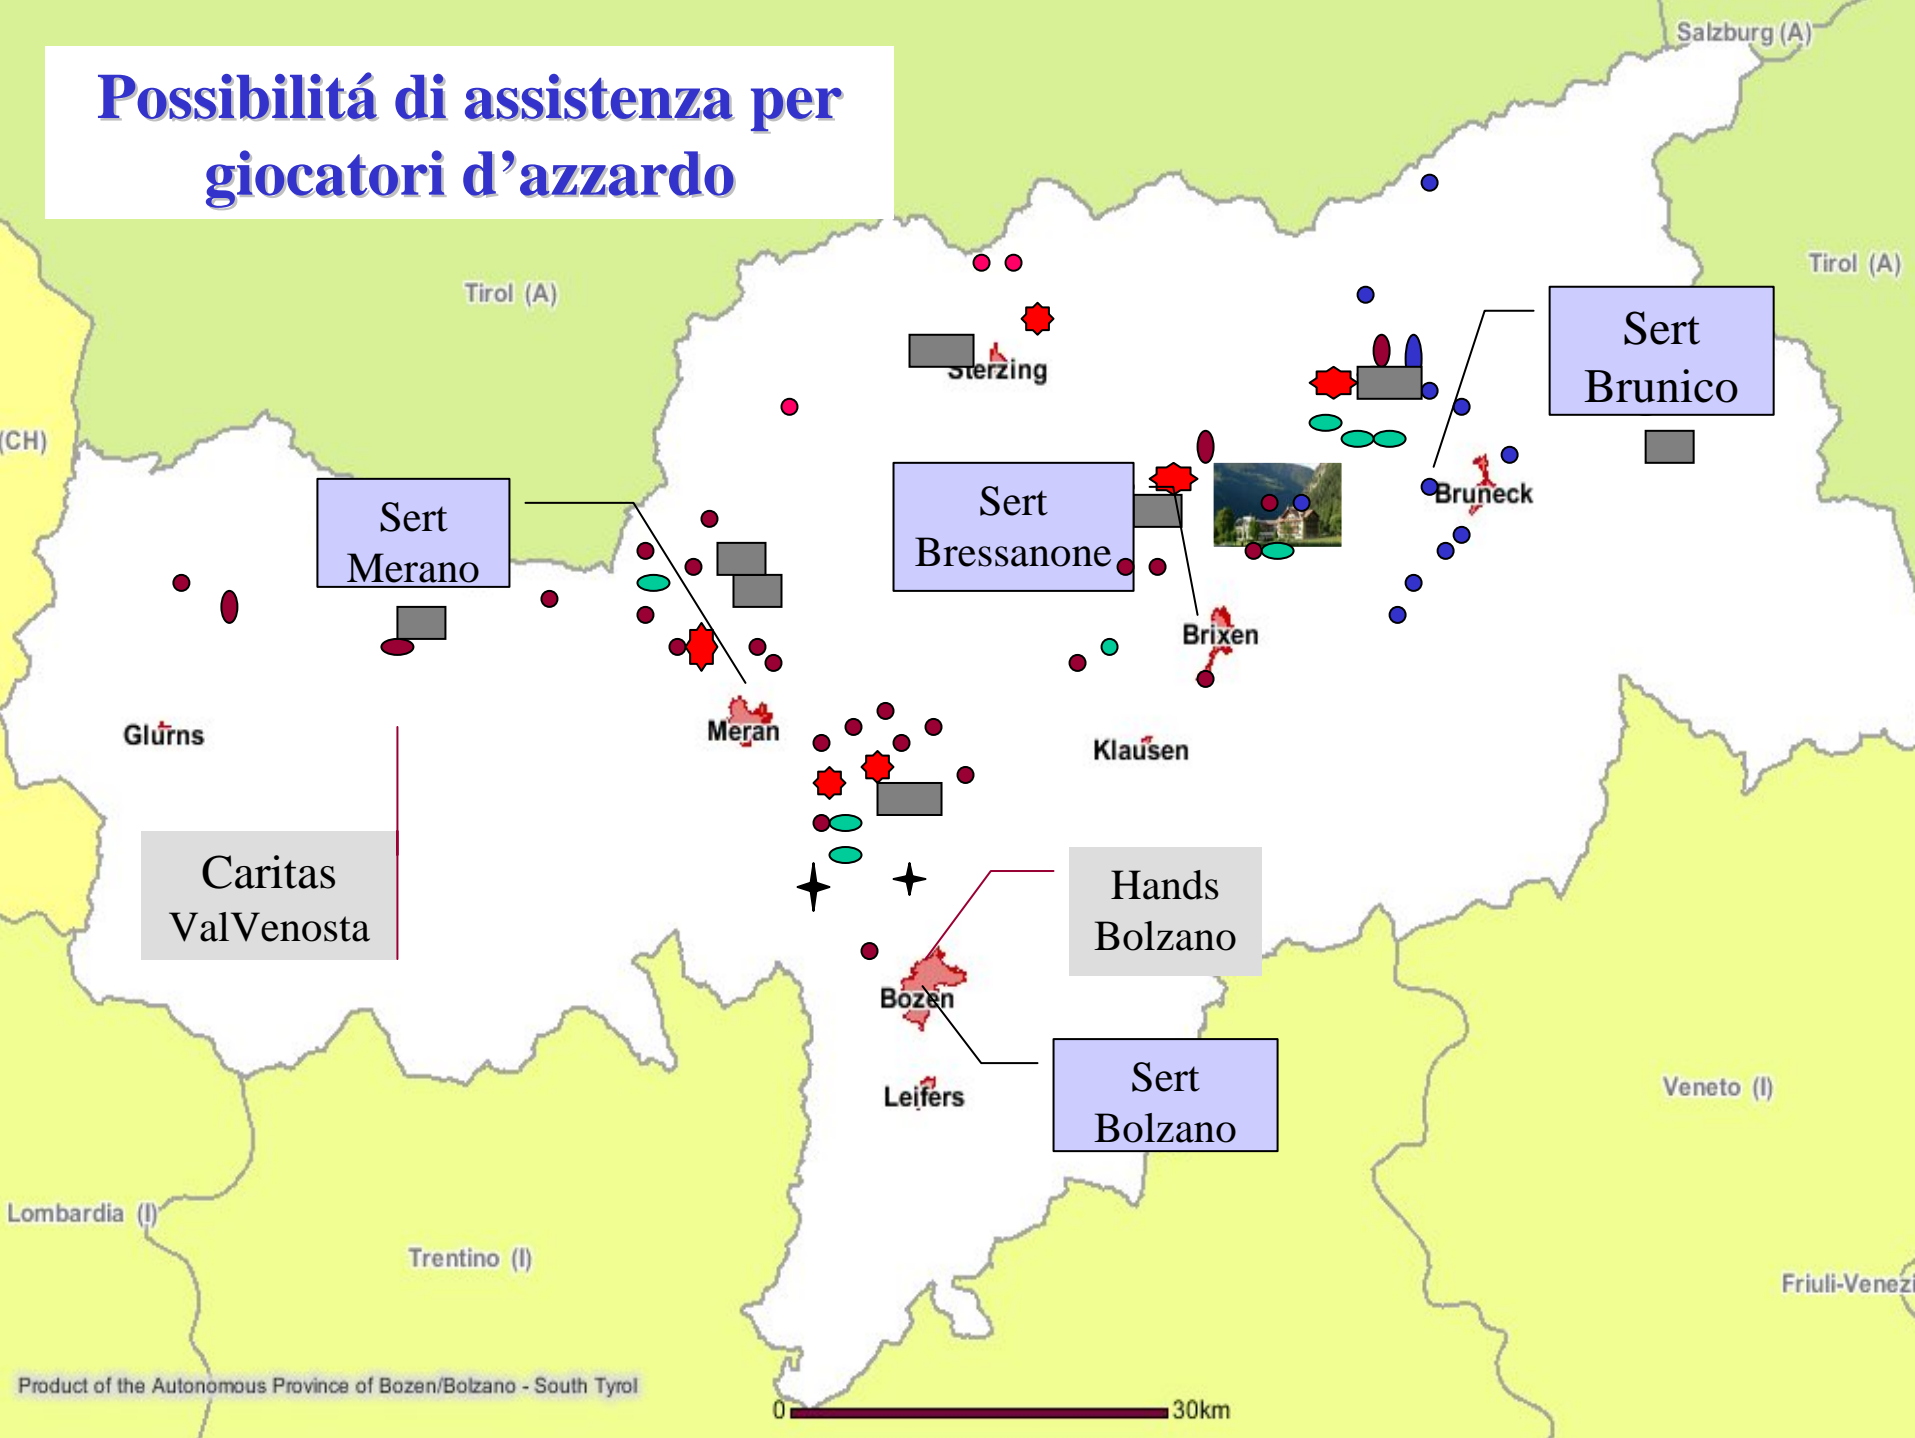 Salzburg (A)
Possibilitá di assistenza per
giocatori d’azzardo
Tirol (A)
Tirol (A)
Sert
Brunico
Sterzing
(CH)
Sert
Merano
Sert
Bressanone
Bruneck
Brixen
Glurns
Meran
Klausen
Caritas
ValVenosta
Hands
Bolzano
Bozen
Sert
Bolzano
Leifers
Veneto (I)
Lombardia (I)
Trentino (I)
Friuli-Venezi
Product of the Autonomous Province of Bozen/Bolzano - South Tyrol
0 30km